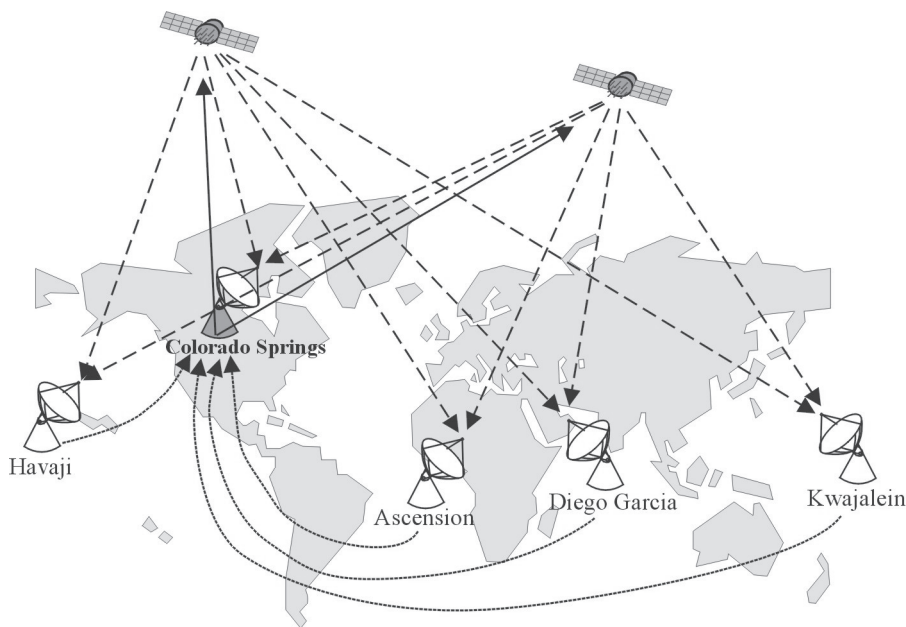 Colorado Springs
Havaji
Ascension
Diego Garcia
Kwajalein